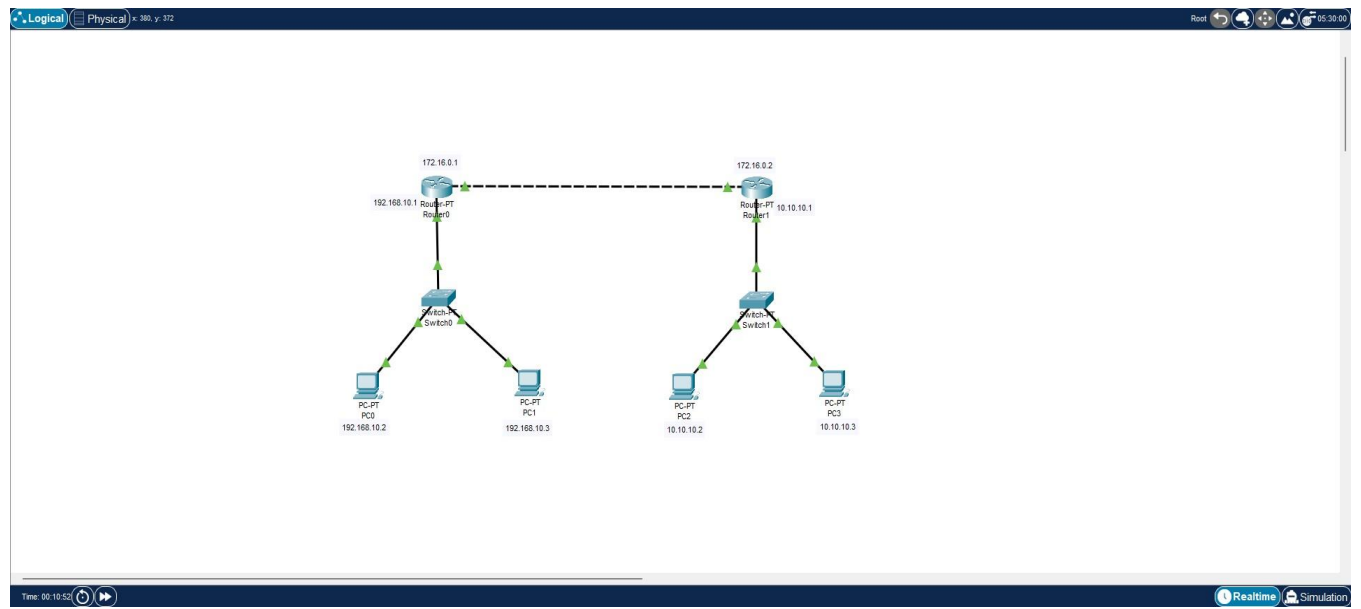 Logical Physical x: 380, y: 372 Root 05:30:00
172.16.0.1
172.16.0.2
192.168.10.1
Router-PT
Router0
Router-PT
Router1
10.10.10.1
Switch-PT
Switch0
Switch-PT
Switch1
PC-PT
PC0
192.168.10.2
PC-PT
PC1
192.168.10.3
PC-PT
PC2
10.10.10.2
PC-PT
PC3
10.10.10.3
Time: 00:10:52 Realtime Simulation